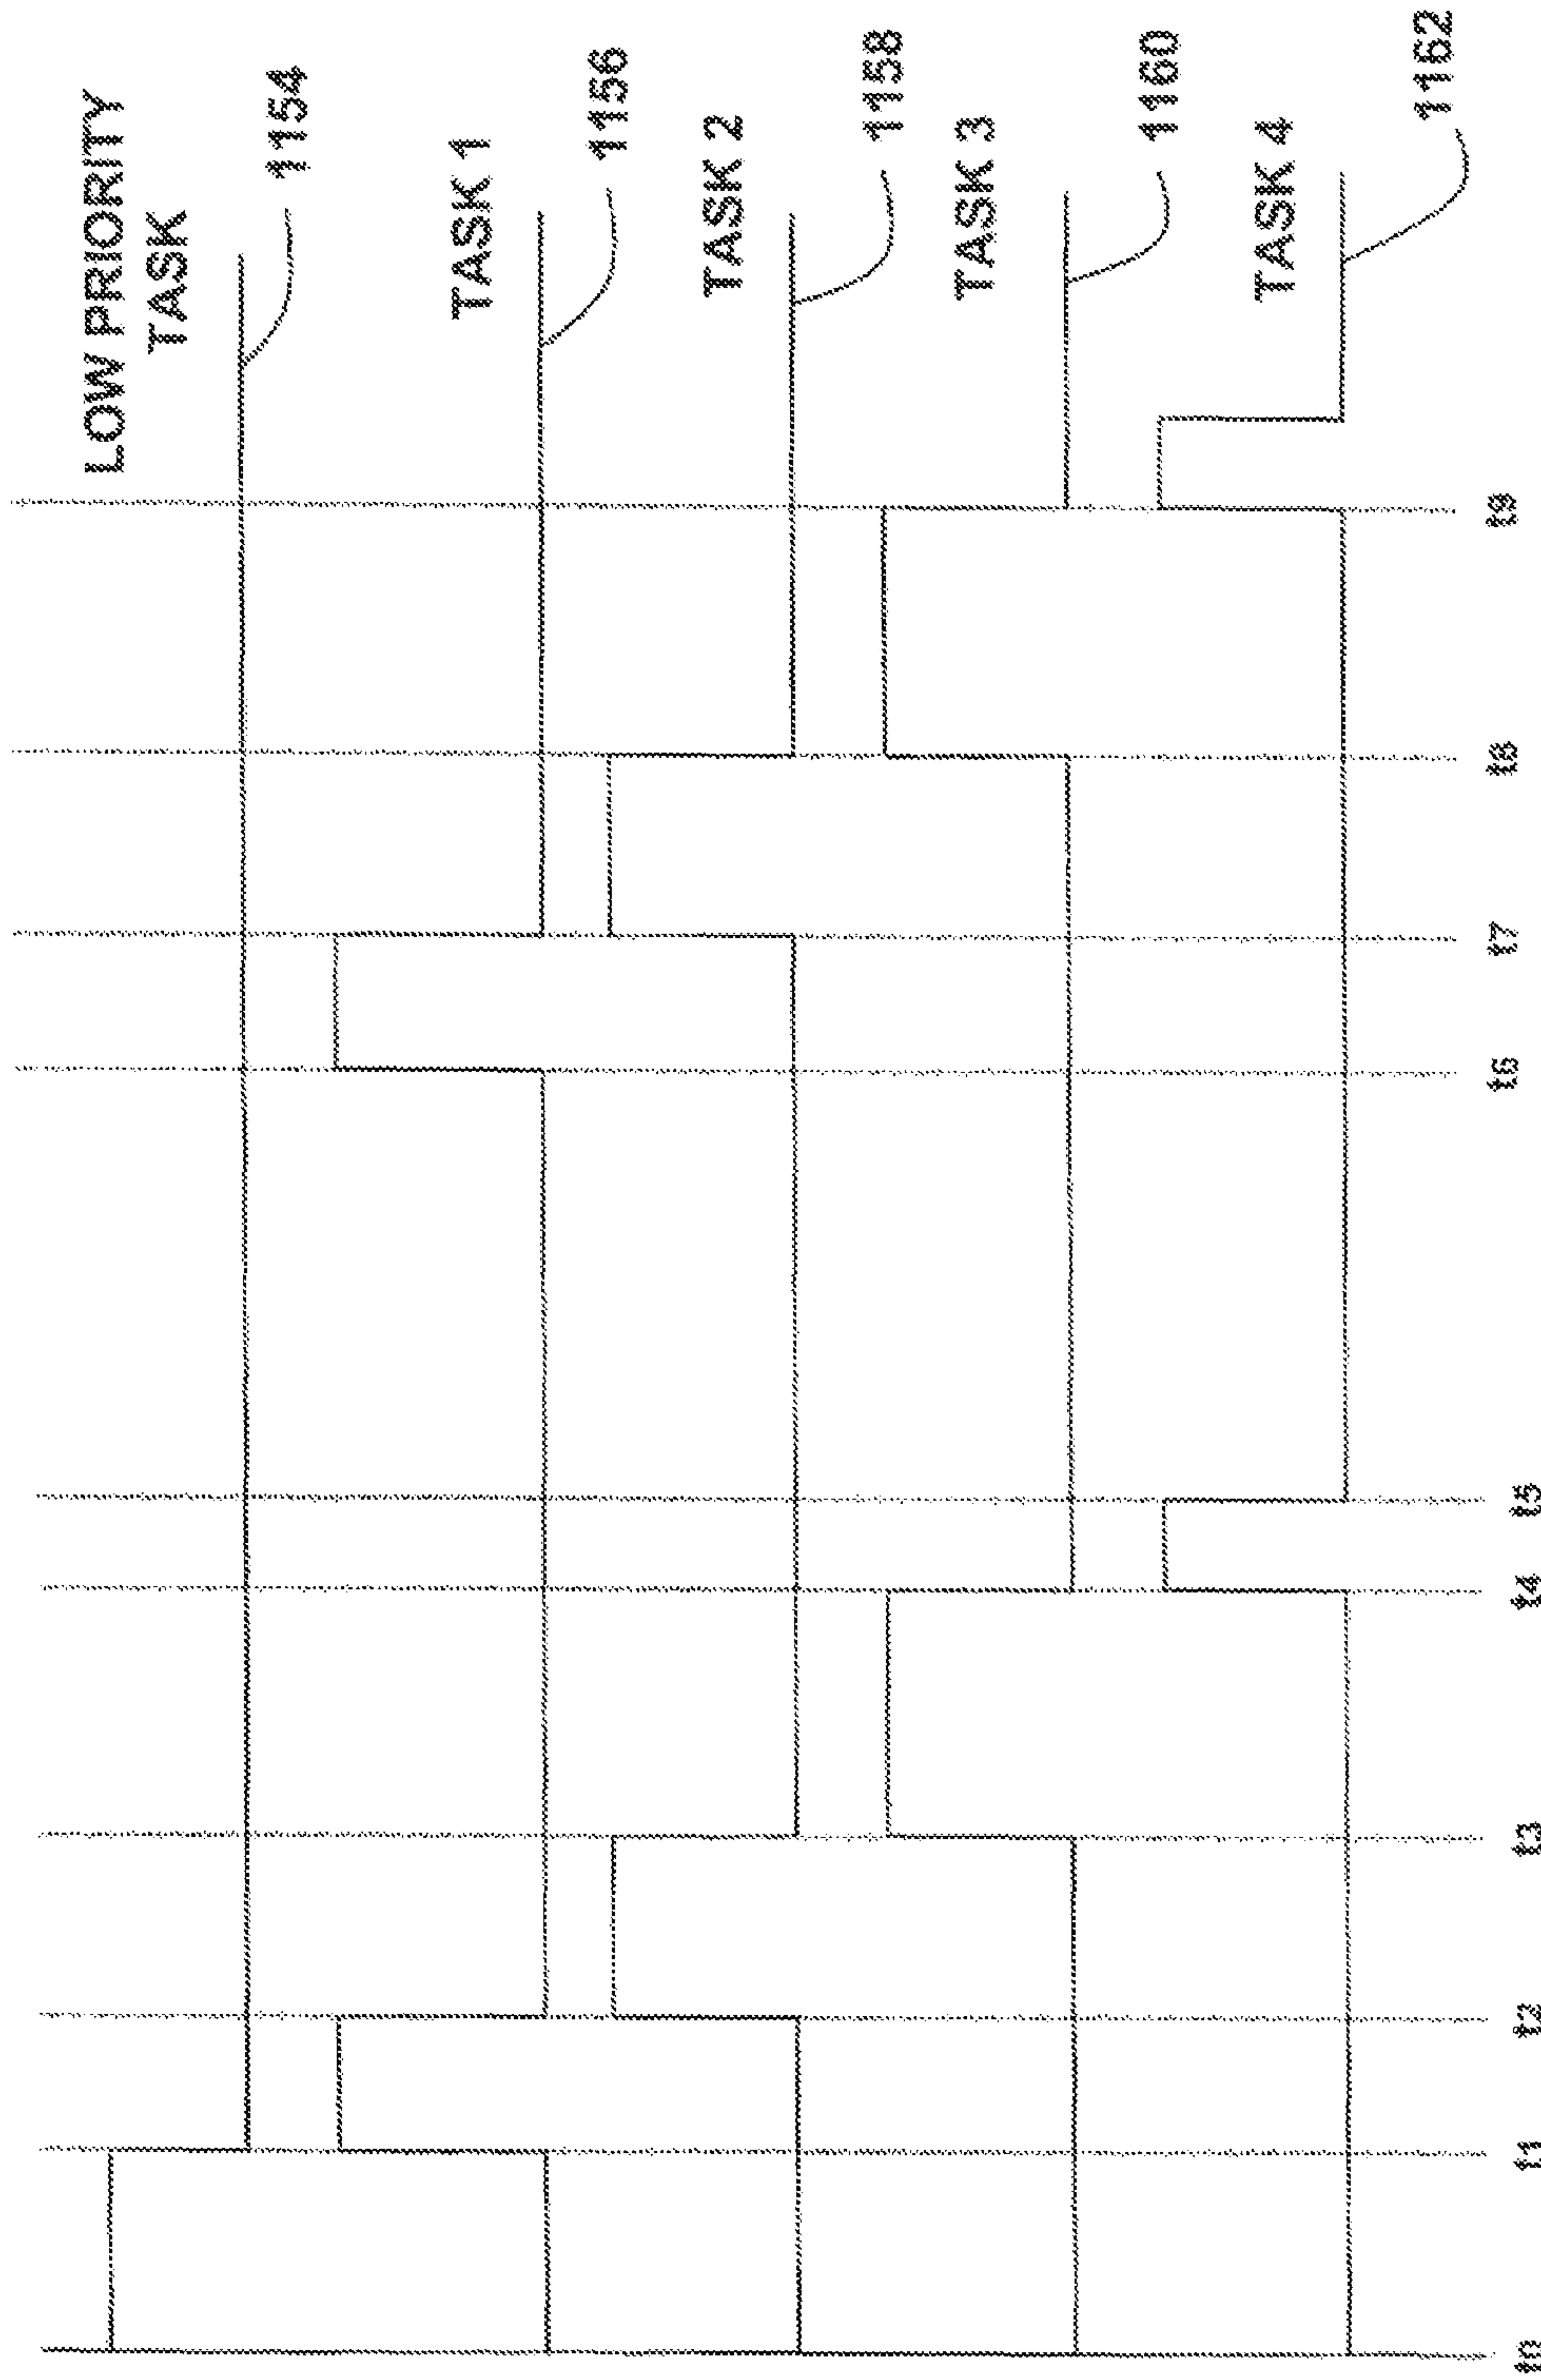 LOW PRIORITY
TASK
1154
TASK 1
1156
TASK 2
1158
TASK 3
1160
TASK 4
1162
t0
t1
t2
t3
t4
t5
t6
t7
t8
t9